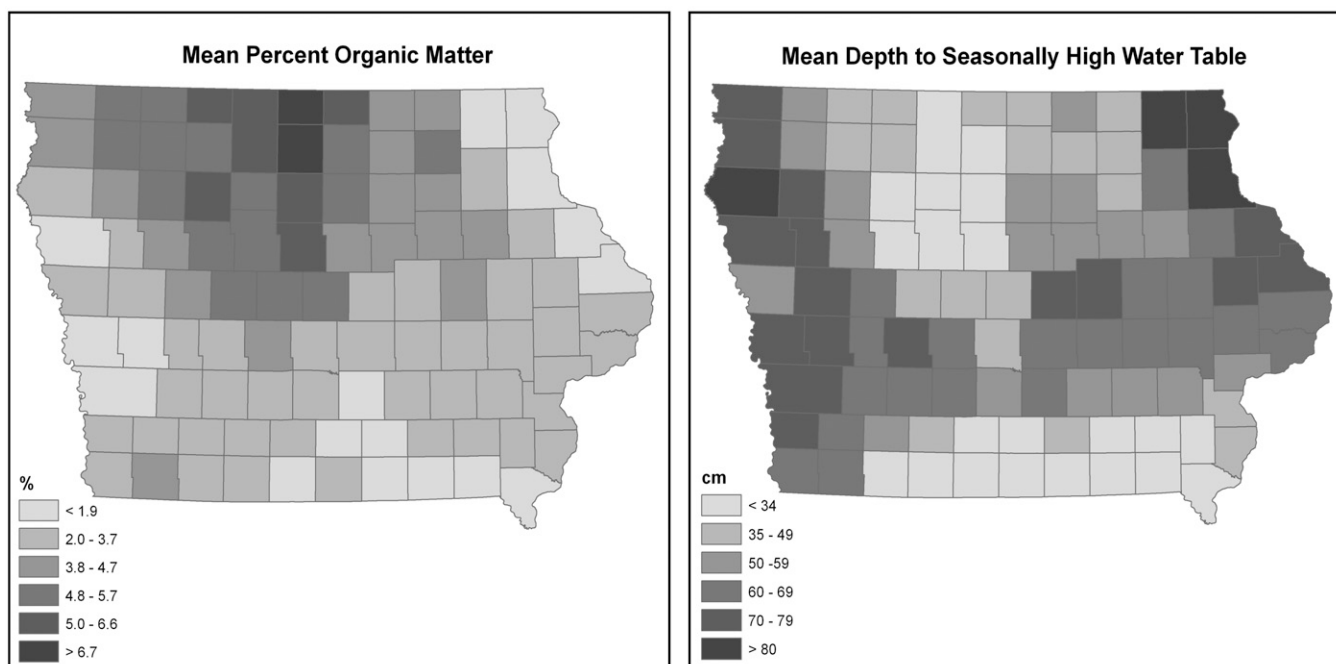 Mean Percent Organic Matter
%
< 1.9
2.0 - 3.7
3.8 - 4.7
4.8 - 5.7
5.0 - 6.6
> 6.7
Mean Depth to Seasonally High Water Table
cm
< 34
35 - 49
50 -59
60 - 69
70 - 79
> 80